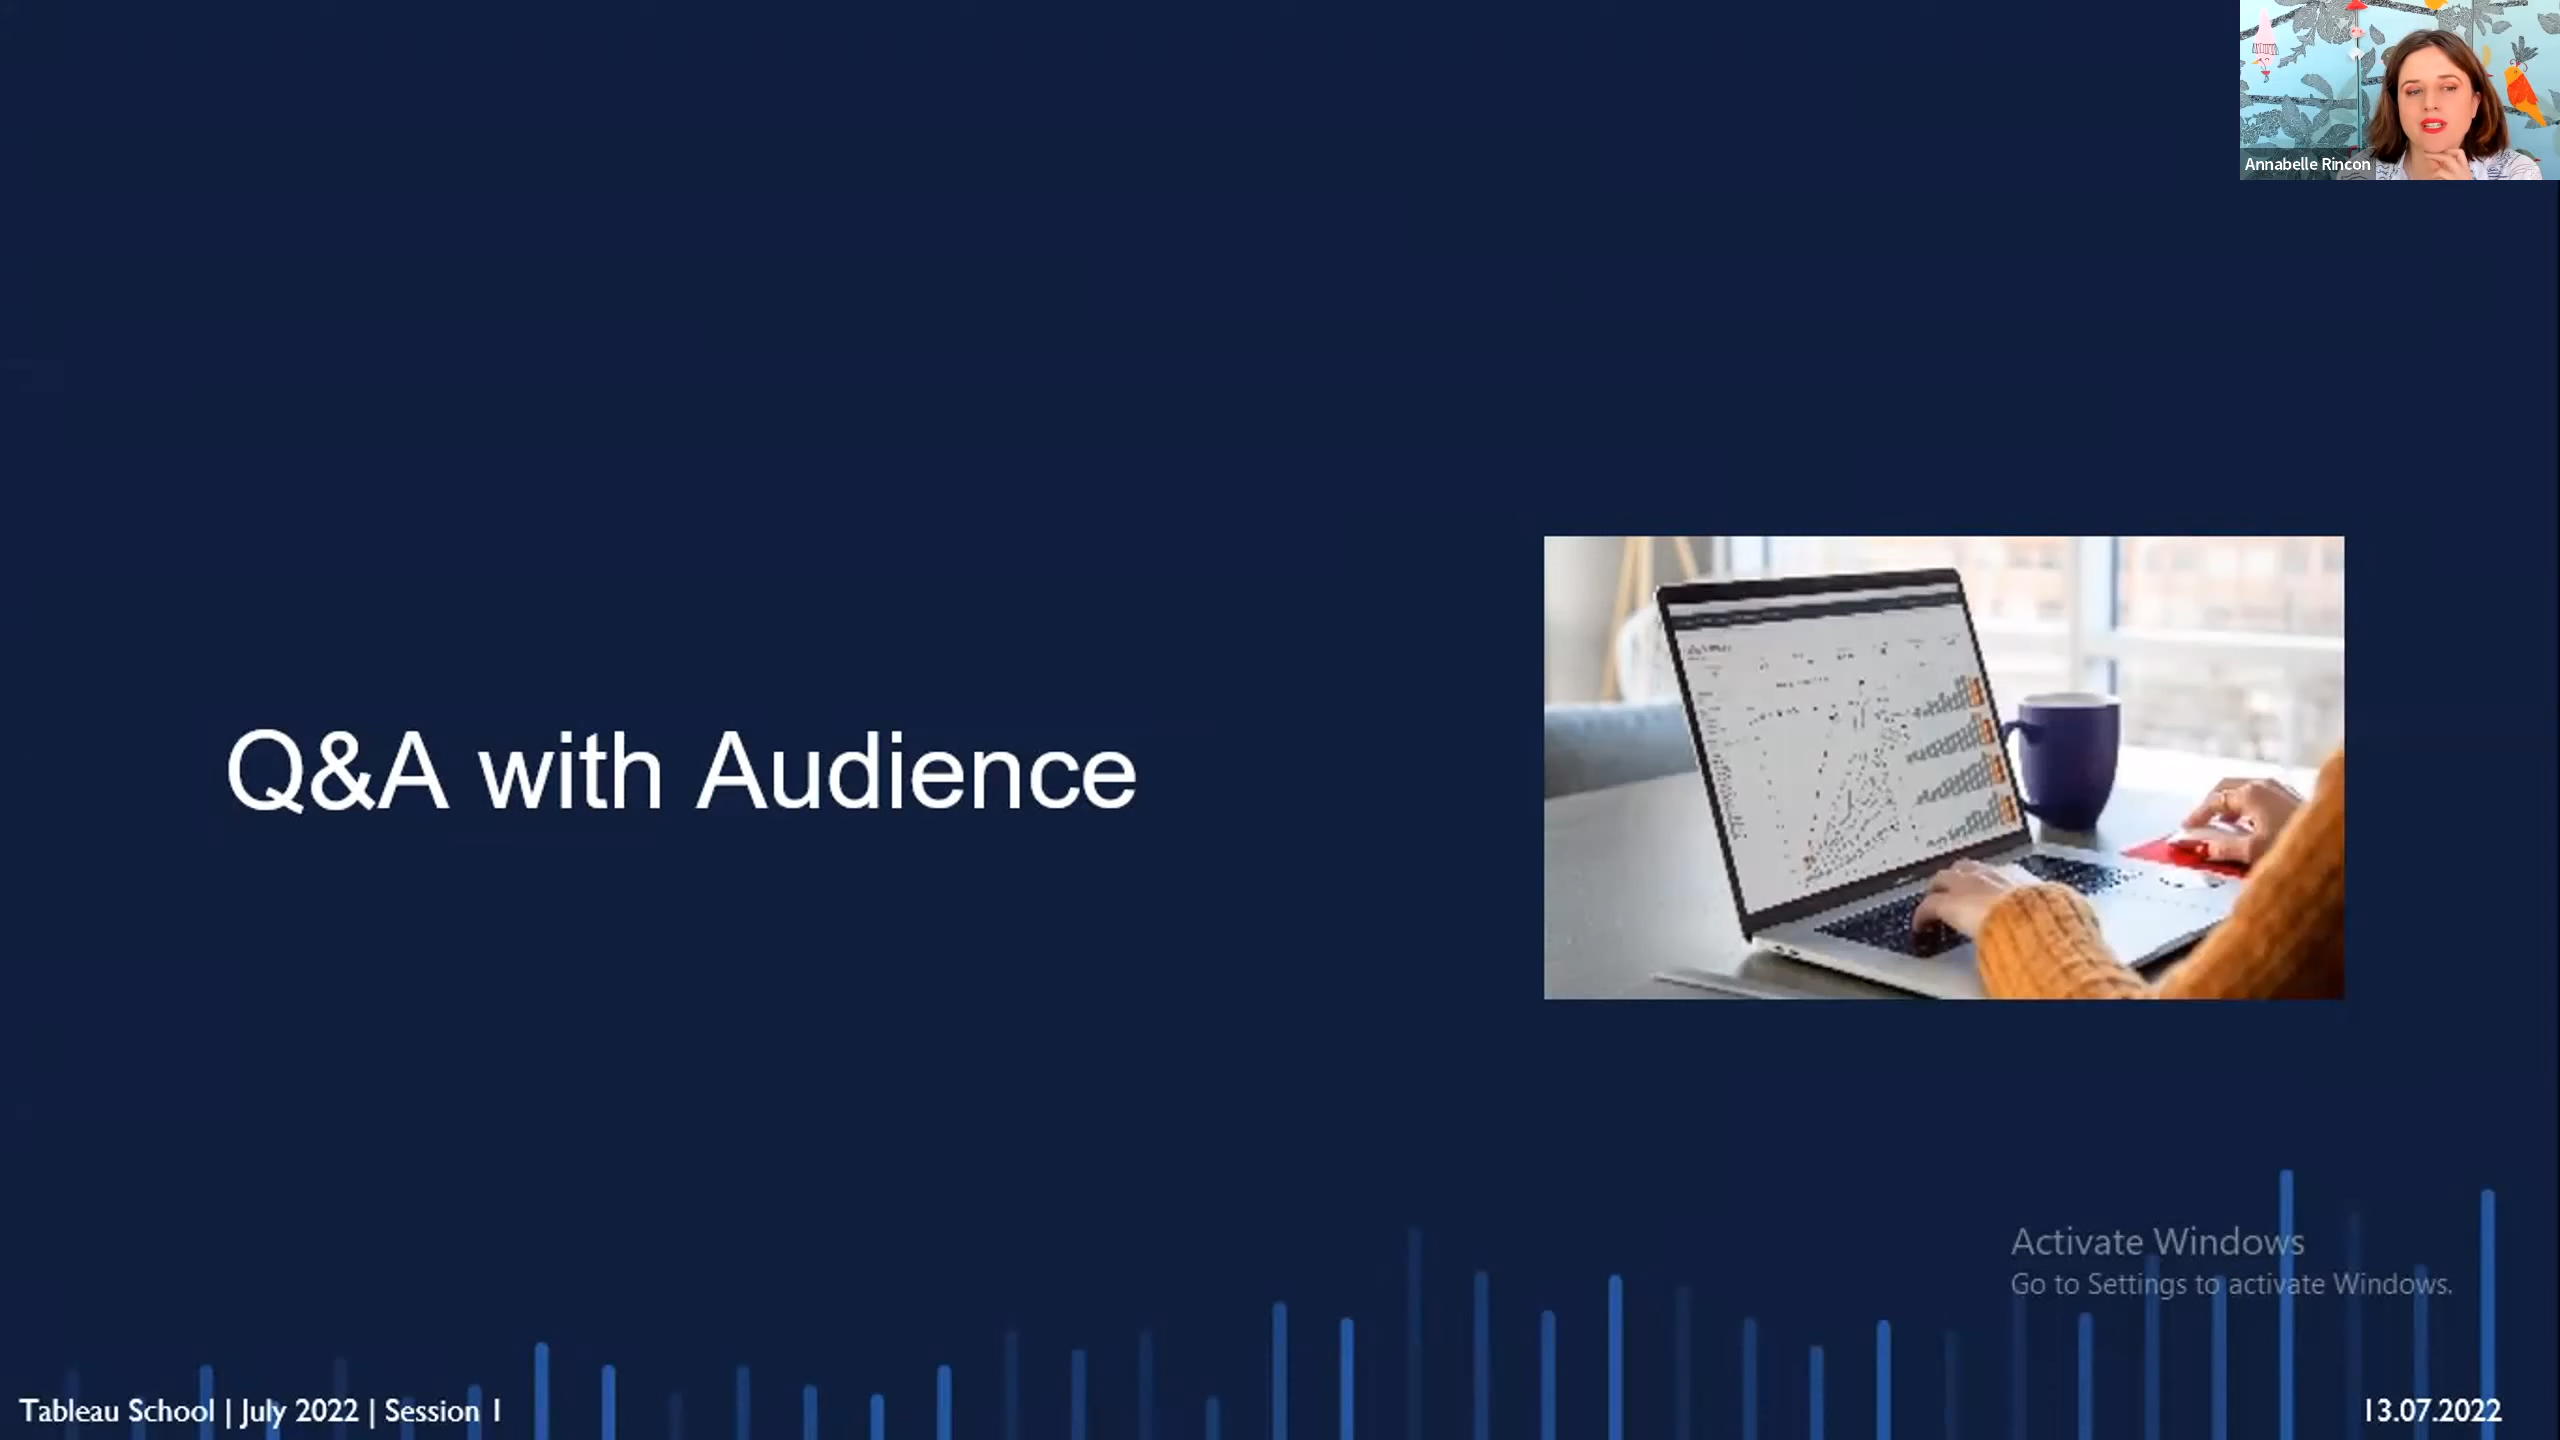 Annabelle Rincon
Q&A with Audience
Activate Windows
Go to Settings to activate Windows.
Tableau School | July 2022 | Session 1
13.07.2022